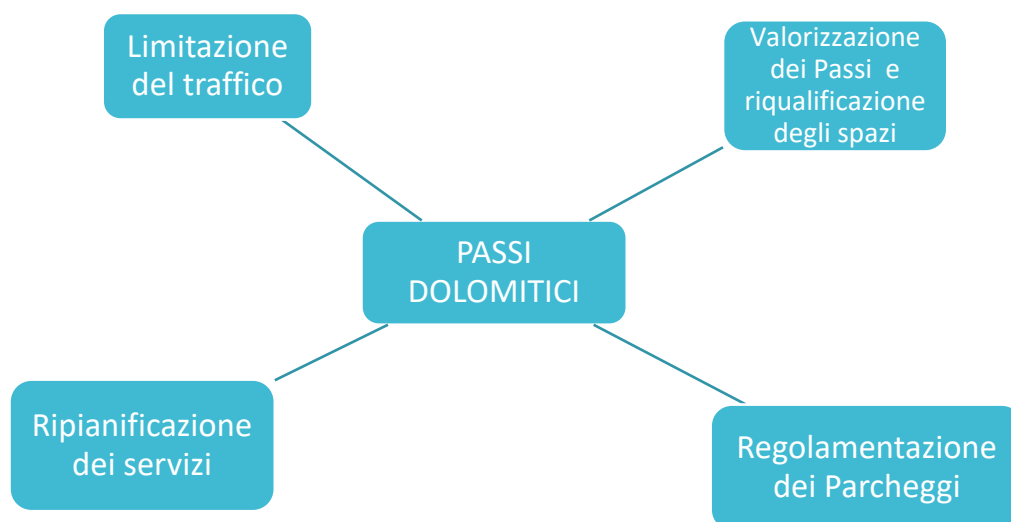 Limitazione
del traffico
Valorizzazione
dei Passi e
riqualificazione
degli spazi
PASSI
DOLOMITICI
Ripianificazione
dei servizi
Regolamentazione
dei Parcheggi